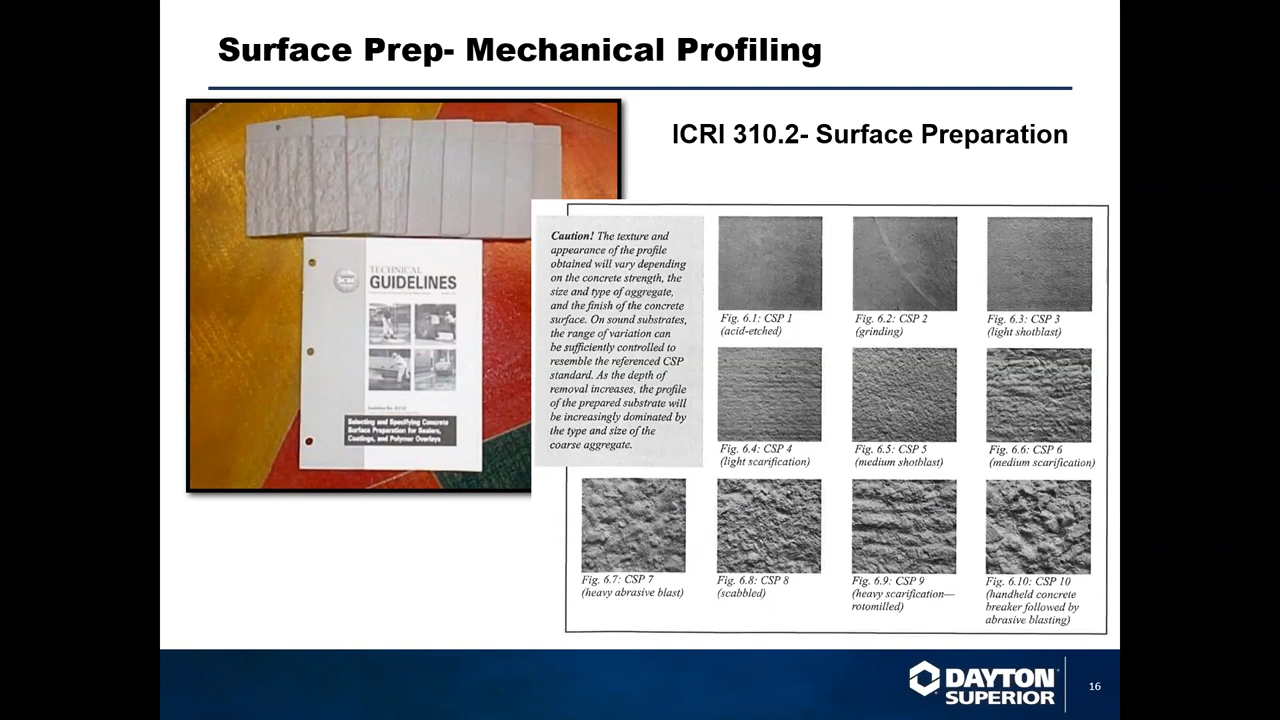 Surface Prep- Mechanical Profiling
ICRI 310.2- Surface Preparation
TECHNICAL
GUIDELINES
Selecting and Specifying Concrete
Surface Preparation for Sealers,
Coatings, and Polymer Overlays
Caution! The texture and
appearance of the profile
obtained will vary depending
on the concrete strength, the
size and type of aggregate,
and the finish of the concrete
surface. On sound substrates,
the range of variation can
be sufficiently controlled to
resemble the referenced CSP
standard. As the depth of
removal increases, the profile
of the prepared substrate will
be increasingly dominated by
the type and size of the
coarse aggregate.
Fig. 6.1: CSP 1
(acid-etched)
Fig. 6.2: CSP 2
(grinding)
Fig. 6.3: CSP 3
(light shotblast)
Fig. 6.4: CSP 4
(light scarification)
Fig. 6.5: CSP 5
(medium shotblast)
Fig. 6.6: CSP 6
(medium scarification)
Fig. 6.7: CSP 7
(heavy abrasive blast)
Fig. 6.8: CSP 8
(scabbled)
Fig. 6.9: CSP 9
(heavy scarification—
rotomilled)
Fig. 6.10: CSP 10
(handheld concrete
breaker followed by
abrasive blasting)
DAYTON
SUPERIOR
16